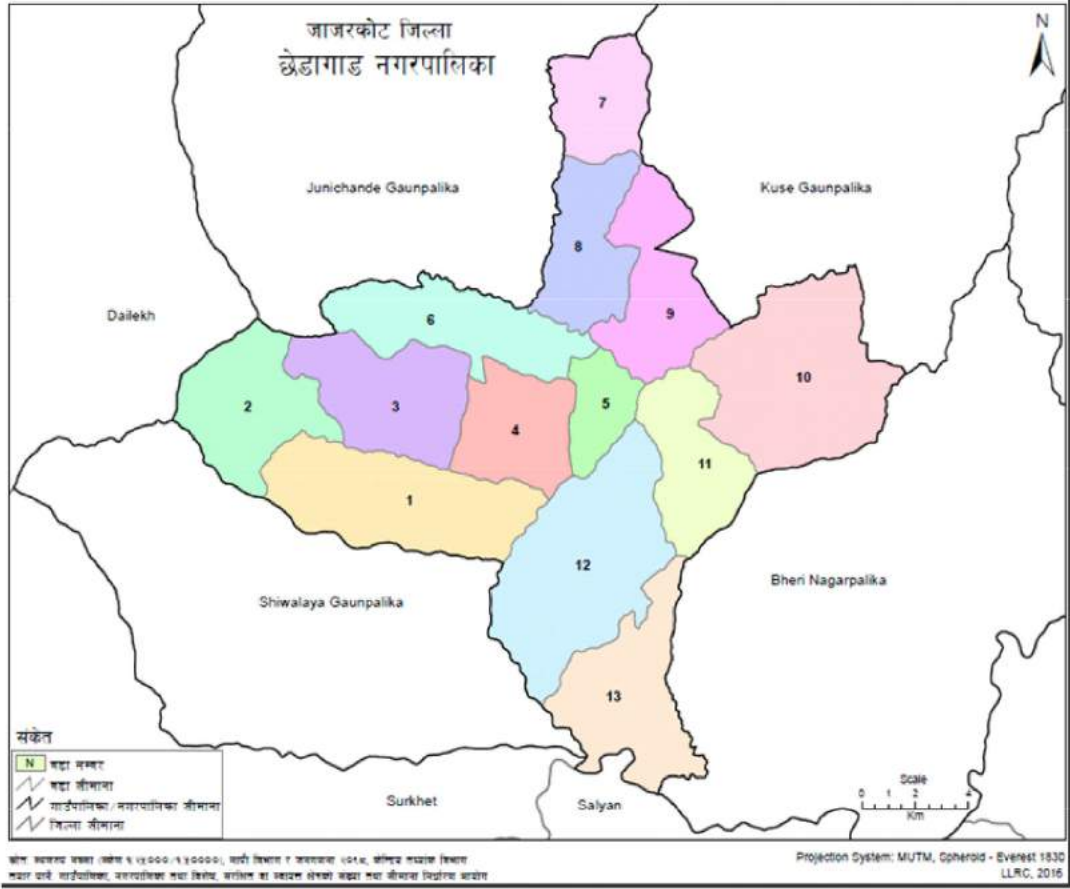 जाजरकोट जिल्ला
छेडागाड नगरपालिका
N
7
Junichande Gaunpalika
Kuse Gaunpalika
8
Dailekh
6
9
10
2
3
4
5
11
1
12
Shiwalaya Gaunpalika
Bheri Nagarpalika
13
संकेत
N वडा नम्बर
वडा सीमाना
गाउँपालिका/नगरपालिका सीमाना
जिल्ला सीमाना
Surkhet
Salyan
Scale
0 1 2 4
Km
Projection System: MUTM, Spheroid - Everest 1830
LLRC, 2016